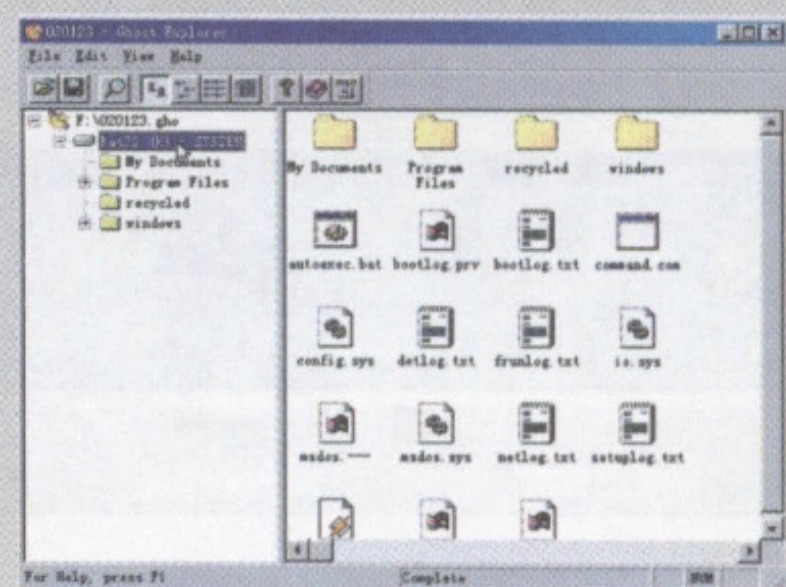 020123 - Ghost Explorer
File Edit View Help
F:\020123.gho
My Documents
Program Files
recycled
windows
My Documents
Program Files
recycled
windows
autoexec.bat
bootlog.prv
bootlog.txt
command.com
config.sys
detlog.txt
frunlog.txt
io.sys
msdos.---
msdos.sys
netlog.txt
setuplog.txt
For Help, press F1
Complete
NUM